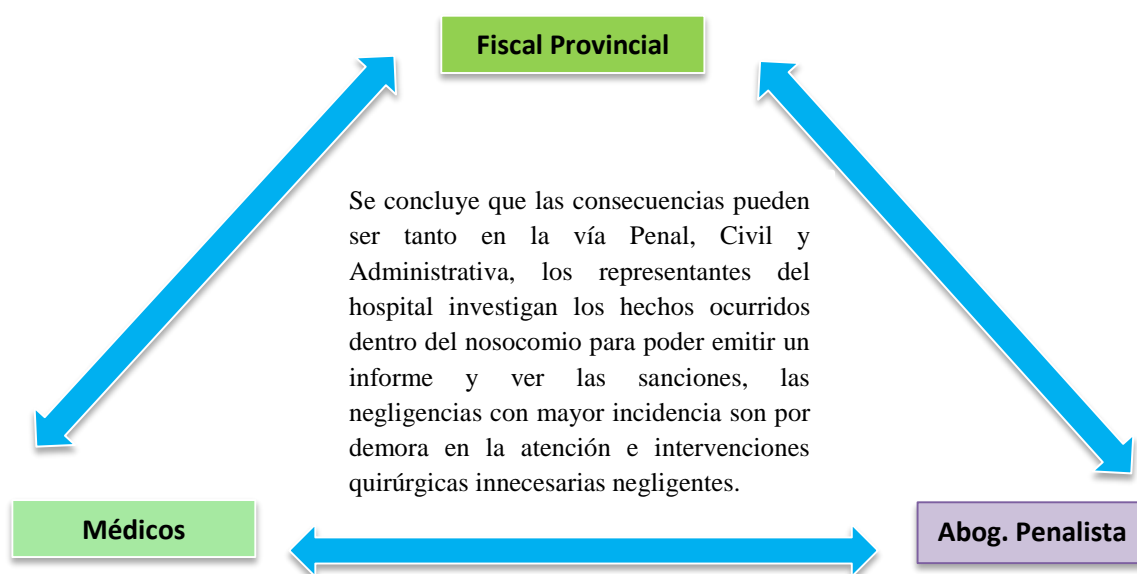 Fiscal Provincial
Se concluye que las consecuencias pueden
ser tanto en la vía Penal, Civil y
Administrativa, los representantes del
hospital investigan los hechos ocurridos
dentro del nosocomio para poder emitir un
informe y ver las sanciones, las
negligencias con mayor incidencia son por
demora en la atención e intervenciones
quirúrgicas innecesarias negligentes.
Médicos
Abog. Penalista